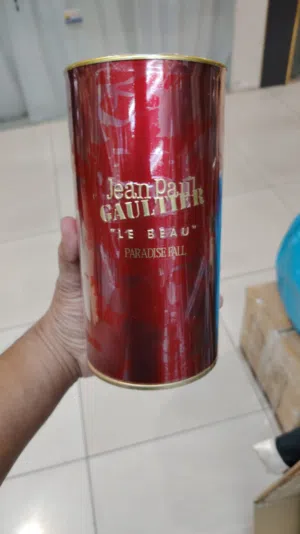 Jean Paul
GAULTIER
"LE BEAU"
PARADISE FALL